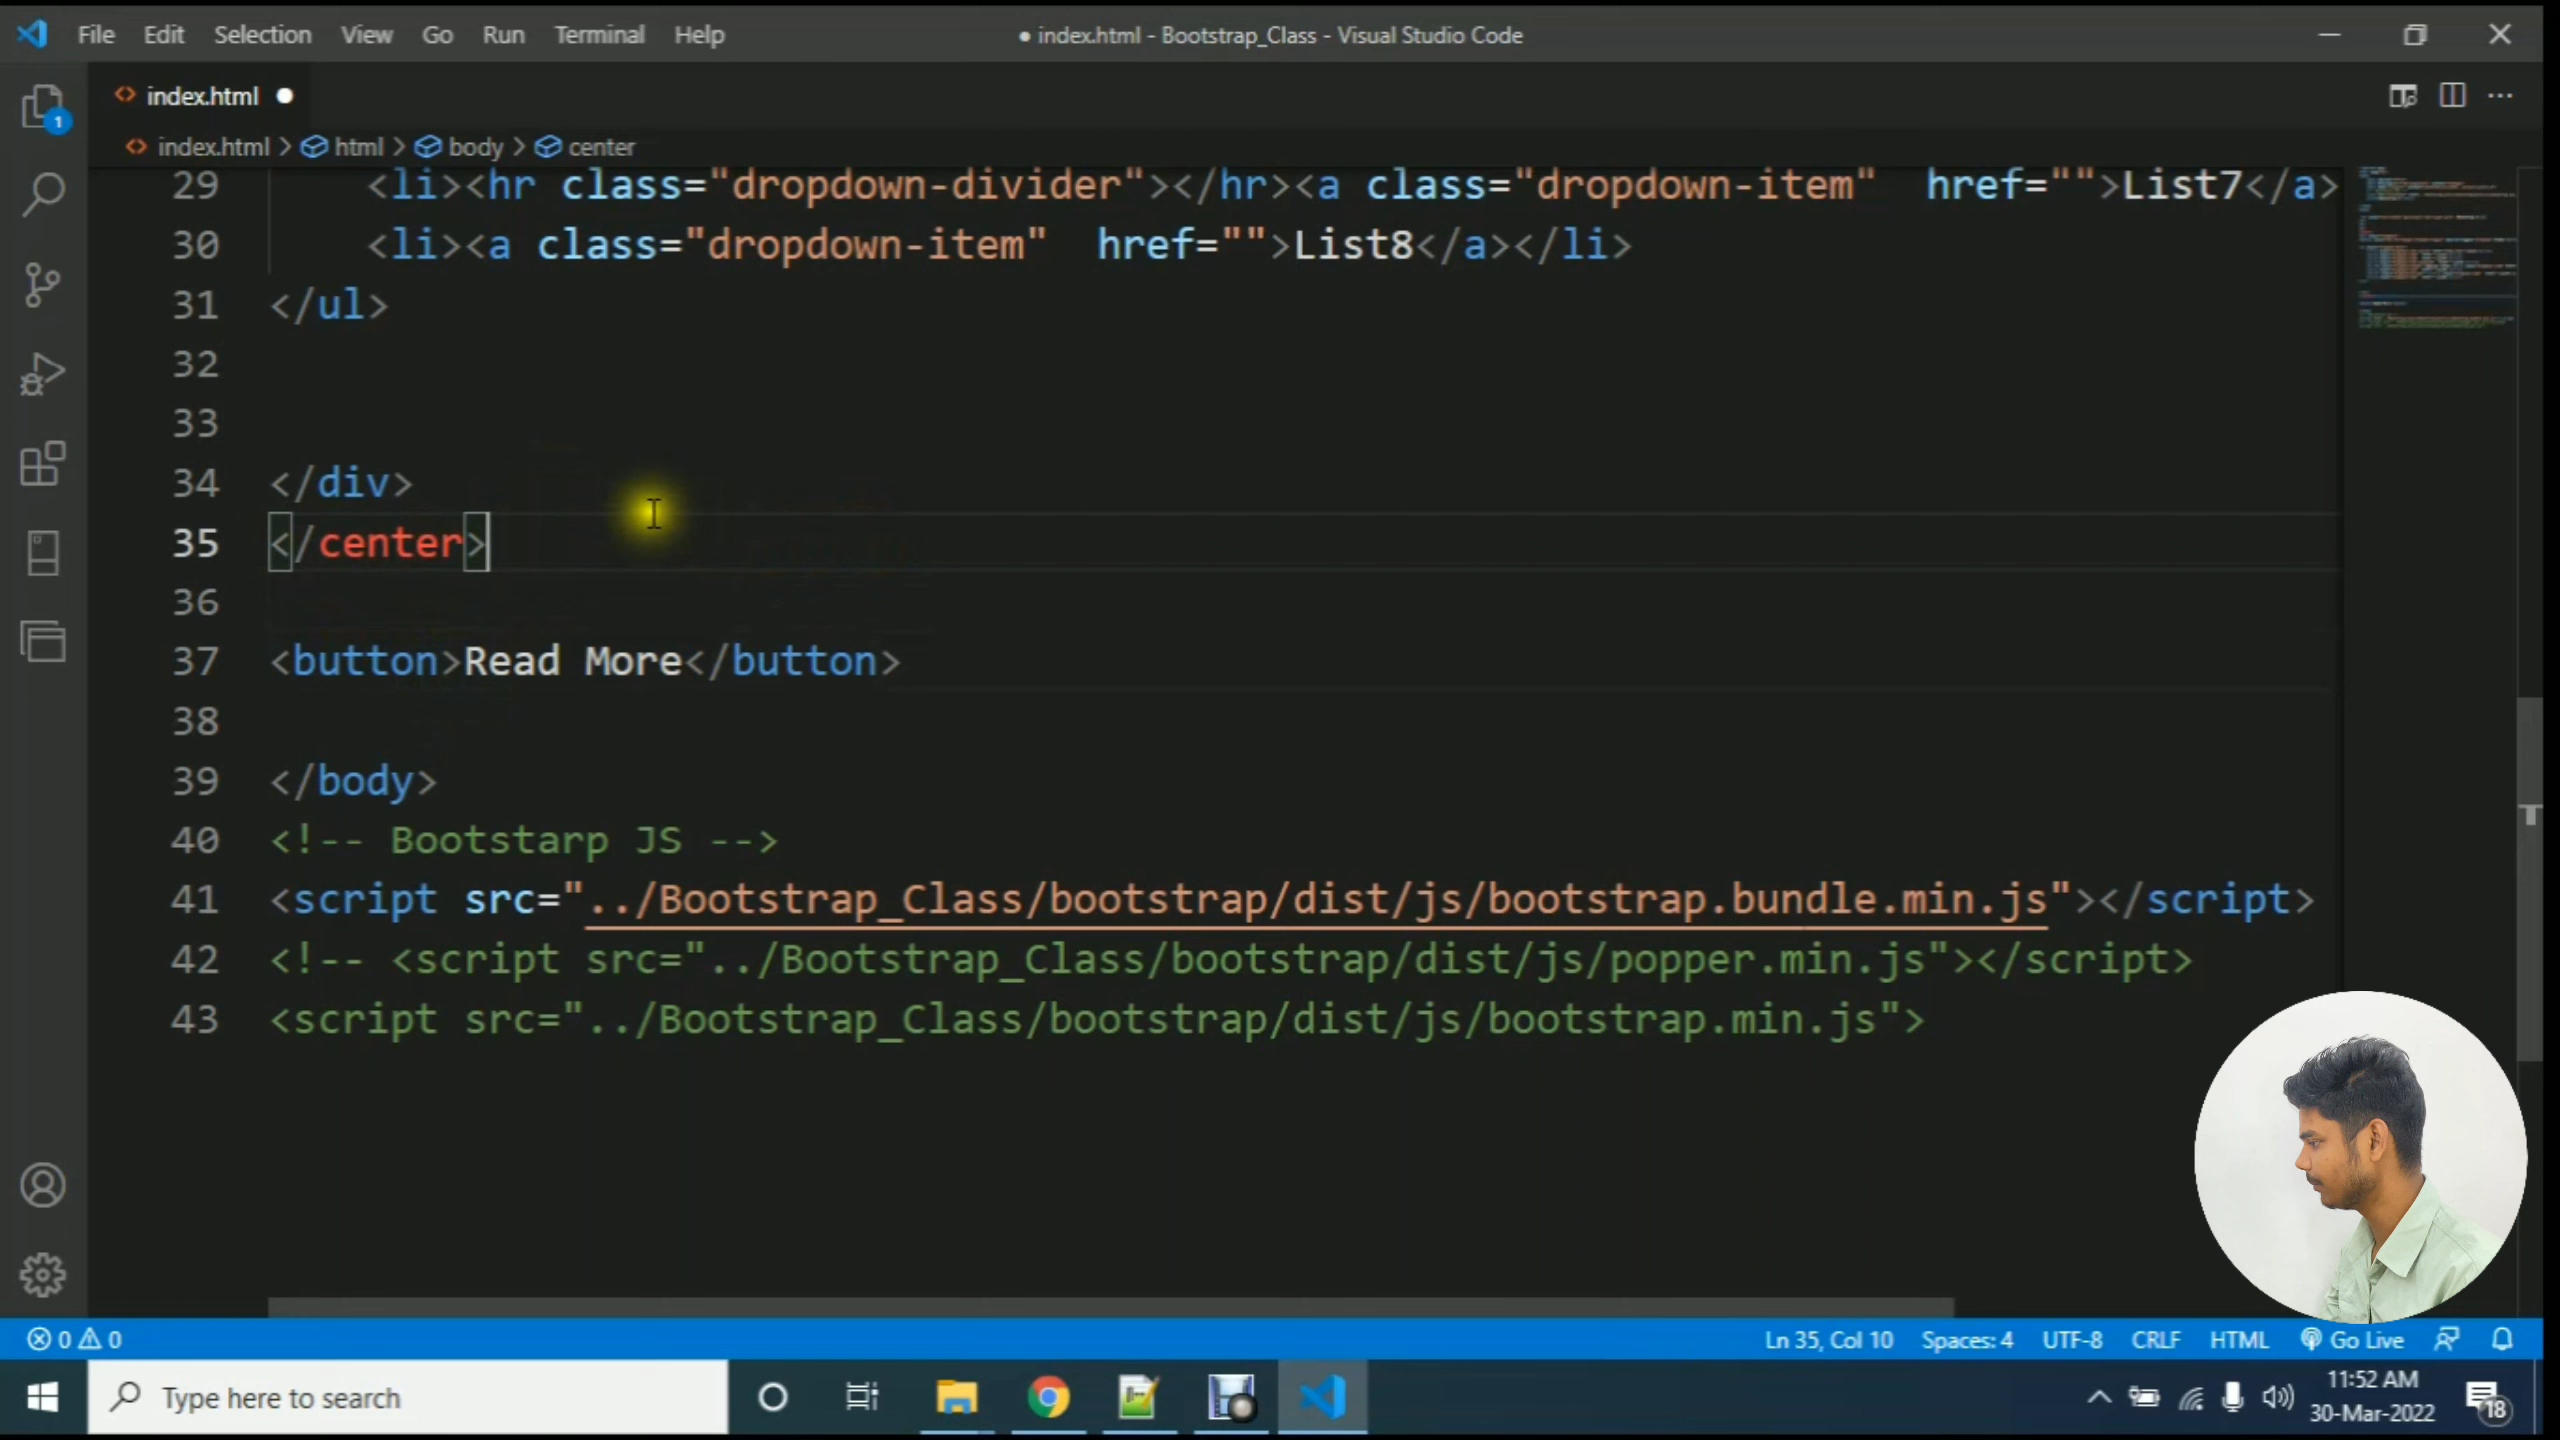 File Edit Selection View Go Run Terminal Help
● index.html - Bootstrap_Class - Visual Studio Code
index.html ●
index.html > html > body > center
1
29 <li><hr class="dropdown-divider"></hr><a class="dropdown-item"  href="">List7</a>
30 <li><a class="dropdown-item"  href="">List8</a></li>
31 </ul>
32
33
34 </div>
35 </center>
36
37 <button>Read More</button>
38
39 </body>
40 <!-- Bootstarp JS -->
41 <script src="../Bootstrap_Class/bootstrap/dist/js/bootstrap.bundle.min.js"></script>
42 <!-- <script src="../Bootstrap_Class/bootstrap/dist/js/popper.min.js"></script>
43 <script src="../Bootstrap_Class/bootstrap/dist/js/bootstrap.min.js">
0 0 Ln 35, Col 10 Spaces: 4 UTF-8 CRLF HTML Go Live
Type here to search
11:52 AM
30-Mar-2022
18